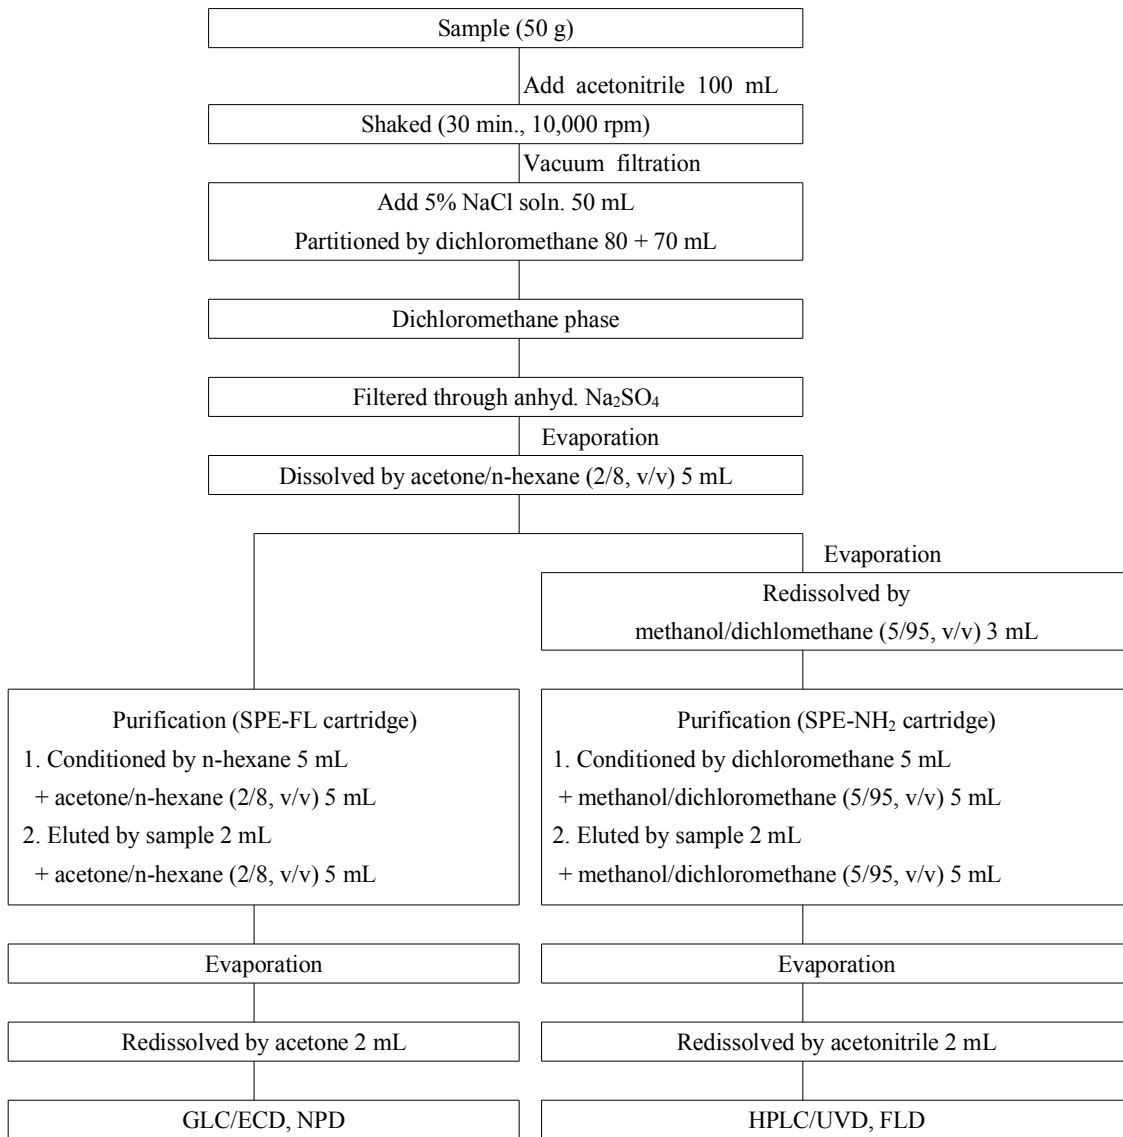 Sample (50 g)
Add acetonitrile 100 mL
Shaked (30 min., 10,000 rpm)
Vacuum filtration
Add 5% NaCl soln. 50 mL
Partitioned by dichloromethane 80 + 70 mL
Dichloromethane phase
Filtered through anhyd. Na₂SO₄
Evaporation
Dissolved by acetone/n-hexane (2/8, v/v) 5 mL
Evaporation
Redissolved by
methanol/dichlomethane (5/95, v/v) 3 mL
Purification (SPE-FL cartridge)
1. Conditioned by n-hexane 5 mL
+ acetone/n-hexane (2/8, v/v) 5 mL
2. Eluted by sample 2 mL
+ acetone/n-hexane (2/8, v/v) 5 mL
Purification (SPE-NH₂ cartridge)
1. Conditioned by dichloromethane 5 mL
+ methanol/dichloromethane (5/95, v/v) 5 mL
2. Eluted by sample 2 mL
+ methanol/dichloromethane (5/95, v/v) 5 mL
Evaporation
Evaporation
Redissolved by acetone 2 mL
Redissolved by acetonitrile 2 mL
GLC/ECD, NPD
HPLC/UVD, FLD